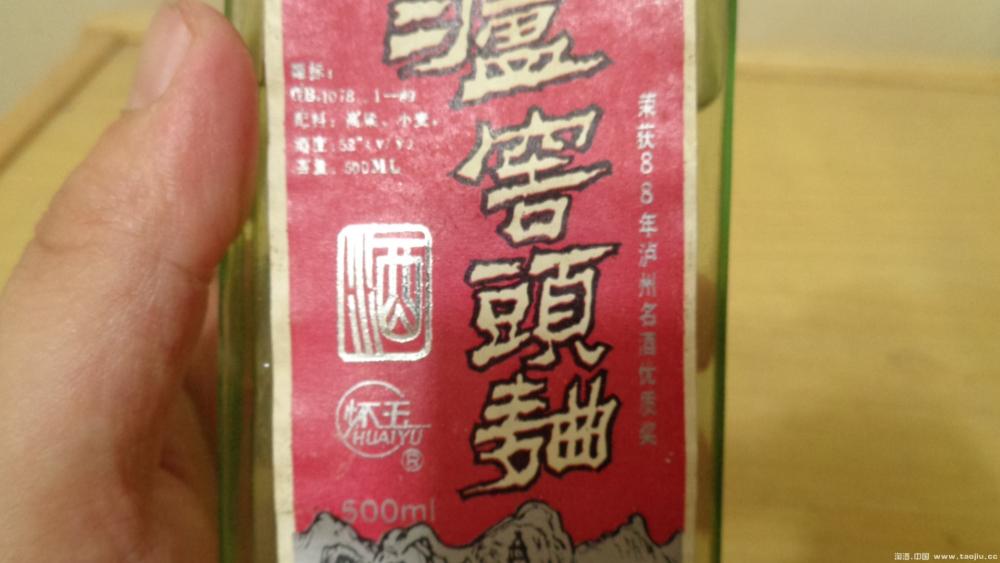 瀘窖頭麯
配料：高粱、小麦。
酒度：52°(V/V)
容量：500ML
荣获88年泸州名酒优质奖
酒
怀玉
HUAIYU
®
500ml
淘酒.中国 www.taojiu.cc